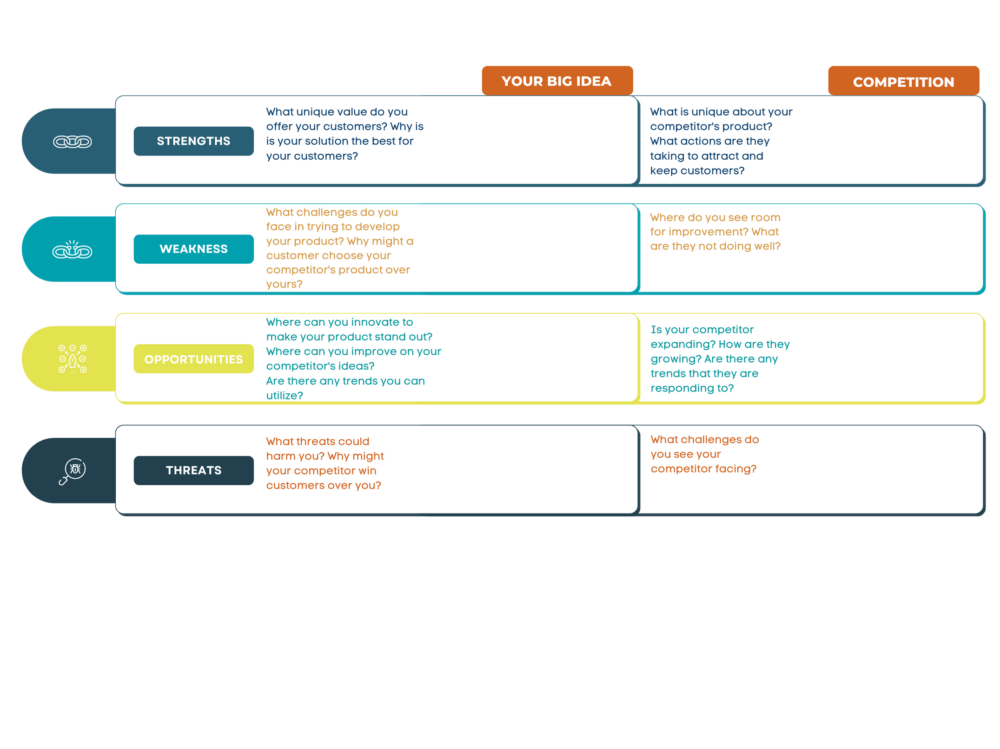 YOUR BIG IDEA
COMPETITION
STRENGTHS
What unique value do you
offer your customers? Why is
is your solution the best for
your customers?
What is unique about your
competitor's product?
What actions are they
taking to attract and
keep customers?
WEAKNESS
What challenges do you
face in trying to develop
your product? Why might a
customer choose your
competitor's product over
yours?
Where do you see room
for improvement? What
are they not doing well?
OPPORTUNITIES
Where can you innovate to
make your product stand out?
Where can you improve on your
competitor's ideas?
Are there any trends you can
utilize?
Is your competitor
expanding? How are they
growing? Are there any
trends that they are
responding to?
THREATS
What threats could
harm you? Why might
your competitor win
customers over you?
What challenges do
you see your
competitor facing?